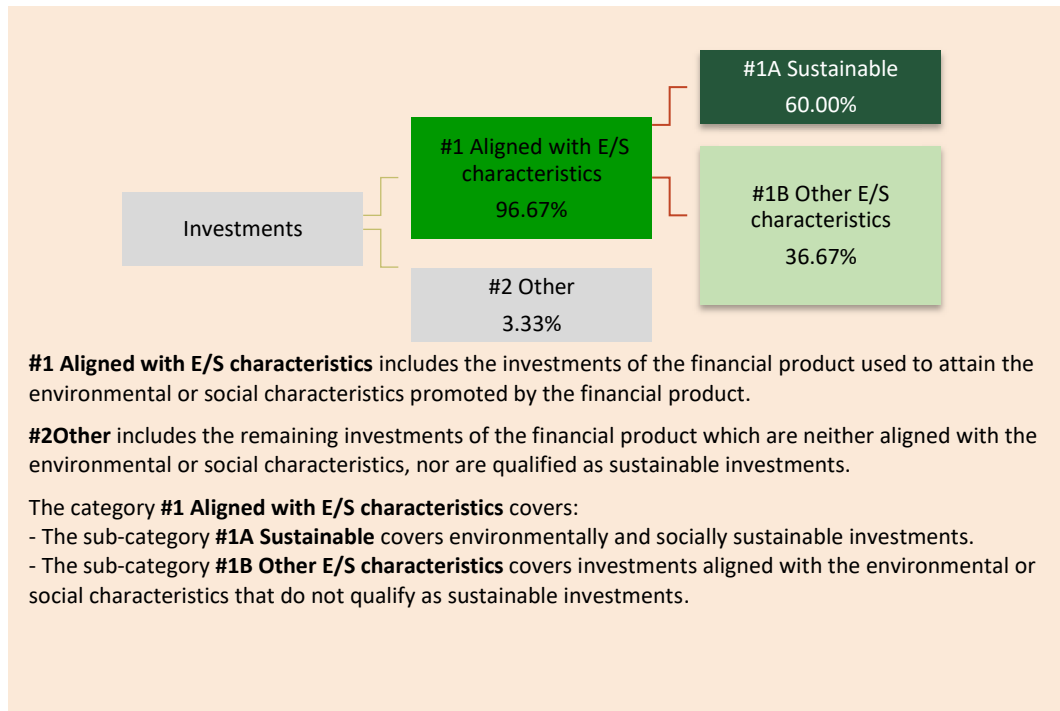 #1A Sustainable
60.00%
#1 Aligned with E/S
characteristics
96.67%
#1B Other E/S
characteristics
36.67%
Investments
#2 Other
3.33%
#1 Aligned with E/S characteristics includes the investments of the financial product used to attain the
environmental or social characteristics promoted by the financial product.
#2Other includes the remaining investments of the financial product which are neither aligned with the
environmental or social characteristics, nor are qualified as sustainable investments.
The category #1 Aligned with E/S characteristics covers:
- The sub-category #1A Sustainable covers environmentally and socially sustainable investments.
- The sub-category #1B Other E/S characteristics covers investments aligned with the environmental or
social characteristics that do not qualify as sustainable investments.